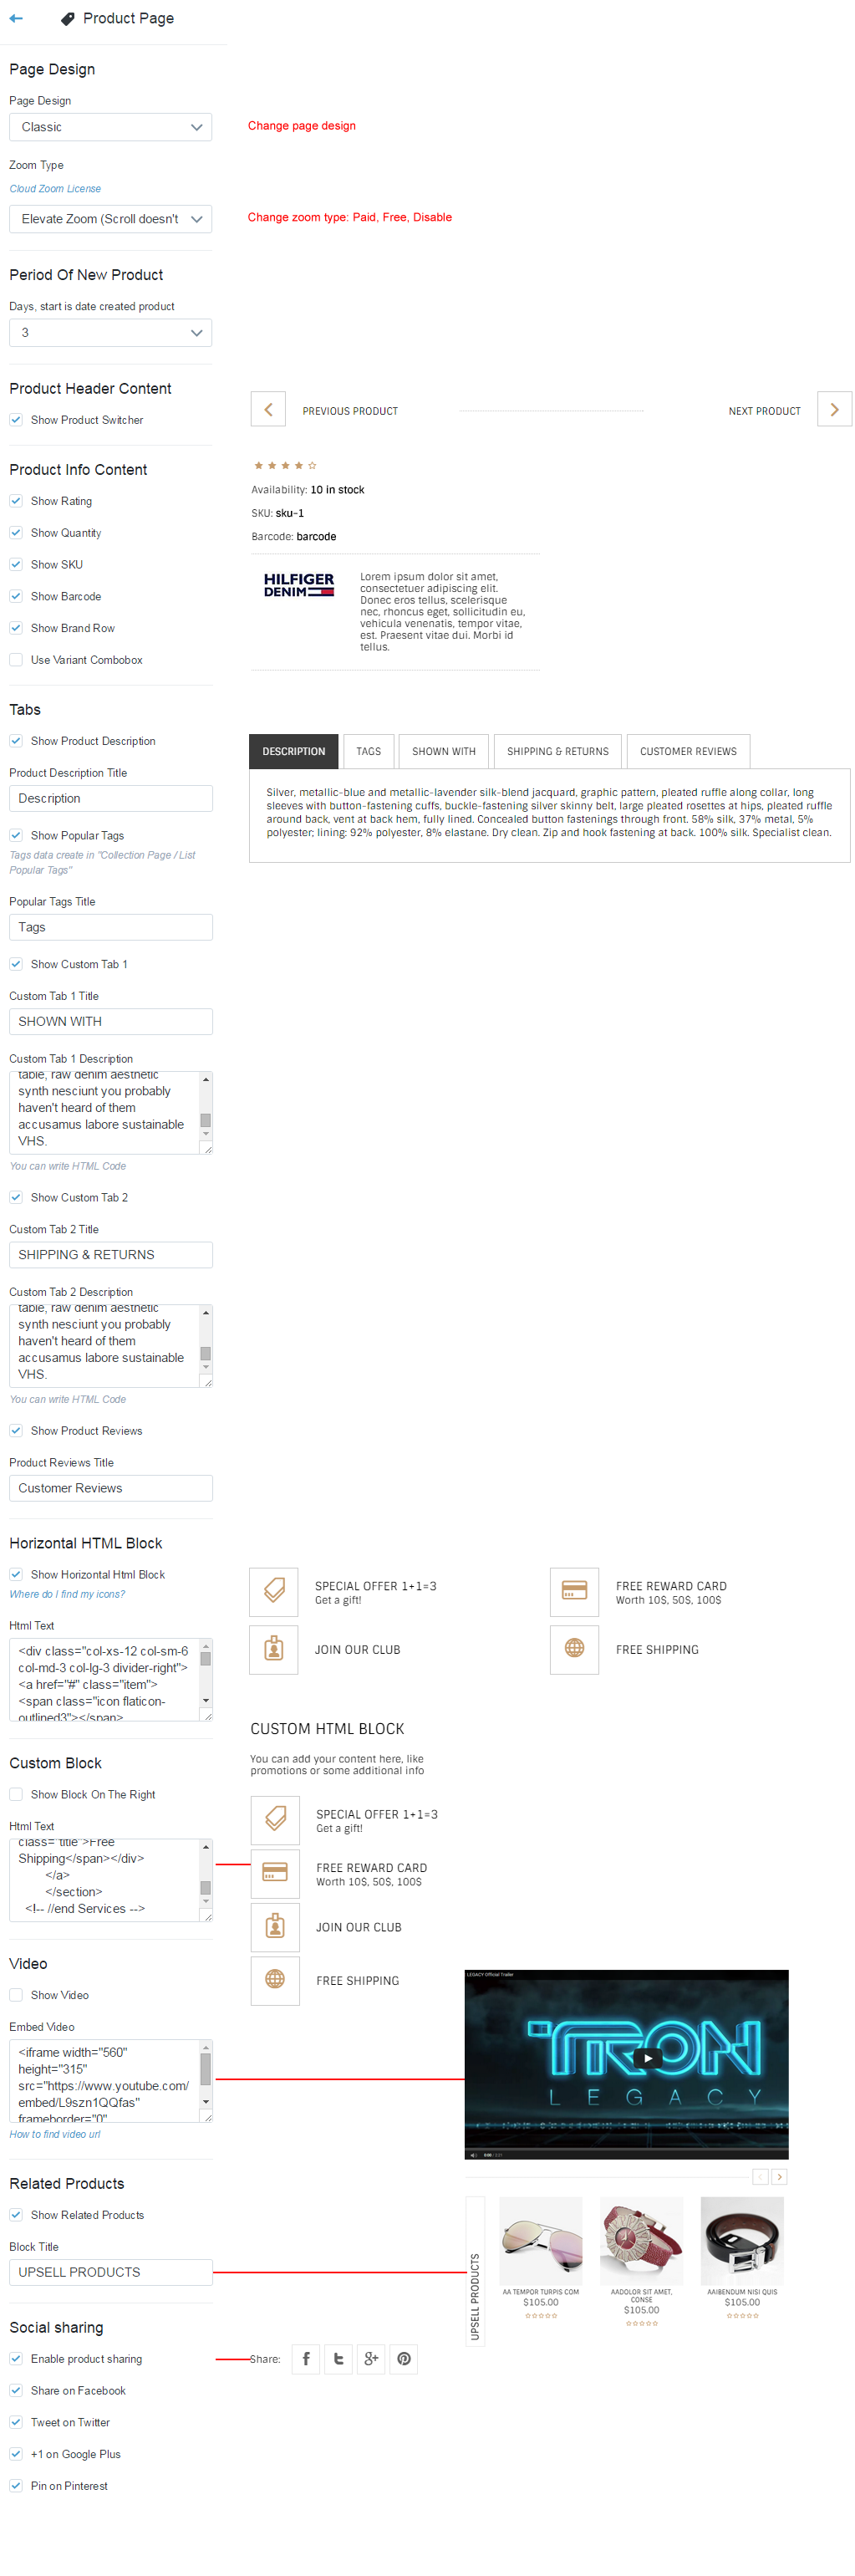 Product Page
Page Design
Page Design
Classic
Change page design
Zoom Type
Cloud Zoom License
Elevate Zoom (Scroll doesn't
Change zoom type: Paid, Free, Disable
Period Of New Product
Days, start is date created product
3
Product Header Content
Show Product Switcher
PREVIOUS PRODUCT
NEXT PRODUCT
Product Info Content
Show Rating
Show Quantity
Show SKU
Show Barcode
Show Brand Row
Use Variant Combobox
Availability: 10 in stock
SKU: sku-1
Barcode: barcode
HILFIGER
DENIM
Lorem ipsum dolor sit amet,
consectetuer adipiscing elit.
Donec eros tellus, scelerisque
nec, rhoncus eget, sollicitudin eu,
vehicula venenatis, tempor vitae,
est. Praesent vitae dui. Morbi id
tellus.
Tabs
Show Product Description
Product Description Title
Description
Show Popular Tags
Tags data create in "Collection Page / List
Popular Tags"
Popular Tags Title
Tags
Show Custom Tab 1
Custom Tab 1 Title
SHOWN WITH
Custom Tab 1 Description
table, raw denim aesthetic
synth nesciunt you probably
haven't heard of them
accusamus labore sustainable
VHS.
You can write HTML Code
Show Custom Tab 2
Custom Tab 2 Title
SHIPPING & RETURNS
Custom Tab 2 Description
table, raw denim aesthetic
synth nesciunt you probably
haven't heard of them
accusamus labore sustainable
VHS.
You can write HTML Code
Show Product Reviews
Product Reviews Title
Customer Reviews
DESCRIPTION
TAGS
SHOWN WITH
SHIPPING & RETURNS
CUSTOMER REVIEWS
Silver, metallic-blue and metallic-lavender silk-blend jacquard, graphic pattern, pleated ruffle along collar, long
sleeves with button-fastening cuffs, buckle-fastening silver skinny belt, large pleated rosettes at hips, pleated ruffle
around back, vent at back hem, fully lined. Concealed button fastenings through front. 58% silk, 37% metal, 5%
polyester; lining: 92% polyester, 8% elastane. Dry clean. Zip and hook fastening at back. 100% silk. Specialist clean.
Horizontal HTML Block
Show Horizontal Html Block
Where do I find my icons?
Html Text
<div class="col-xs-12 col-sm-6
col-md-3 col-lg-3 divider-right">
<a href="#" class="item">
<span class="icon flaticon-
outlined3"></span>
SPECIAL OFFER 1+1=3
Get a gift!
FREE REWARD CARD
Worth 10$, 50$, 100$
JOIN OUR CLUB
FREE SHIPPING
Custom Block
Show Block On The Right
Html Text
class="title">Free
Shipping</span></div>
</a>
</section>
<!-- //end Services -->
CUSTOM HTML BLOCK
You can add your content here, like
promotions or some additional info
SPECIAL OFFER 1+1=3
Get a gift!
FREE REWARD CARD
Worth 10$, 50$, 100$
JOIN OUR CLUB
FREE SHIPPING
Video
Show Video
Embed Video
<iframe width="560"
height="315"
src="https://www.youtube.com/
embed/L9szn1QQfas"
frameborder="0"
How to find video url
LEGACY Official Trailer
TRON
LEGACY
Related Products
Show Related Products
Block Title
UPSELL PRODUCTS
UPSELL PRODUCTS
AA TEMPOR TURPIS COM
$105.00
AADOLOR SIT AMET,
CONSE
$105.00
AAIBENDUM NISI QUIS
$105.00
Social sharing
Enable product sharing
Share on Facebook
Tweet on Twitter
+1 on Google Plus
Pin on Pinterest
Share: